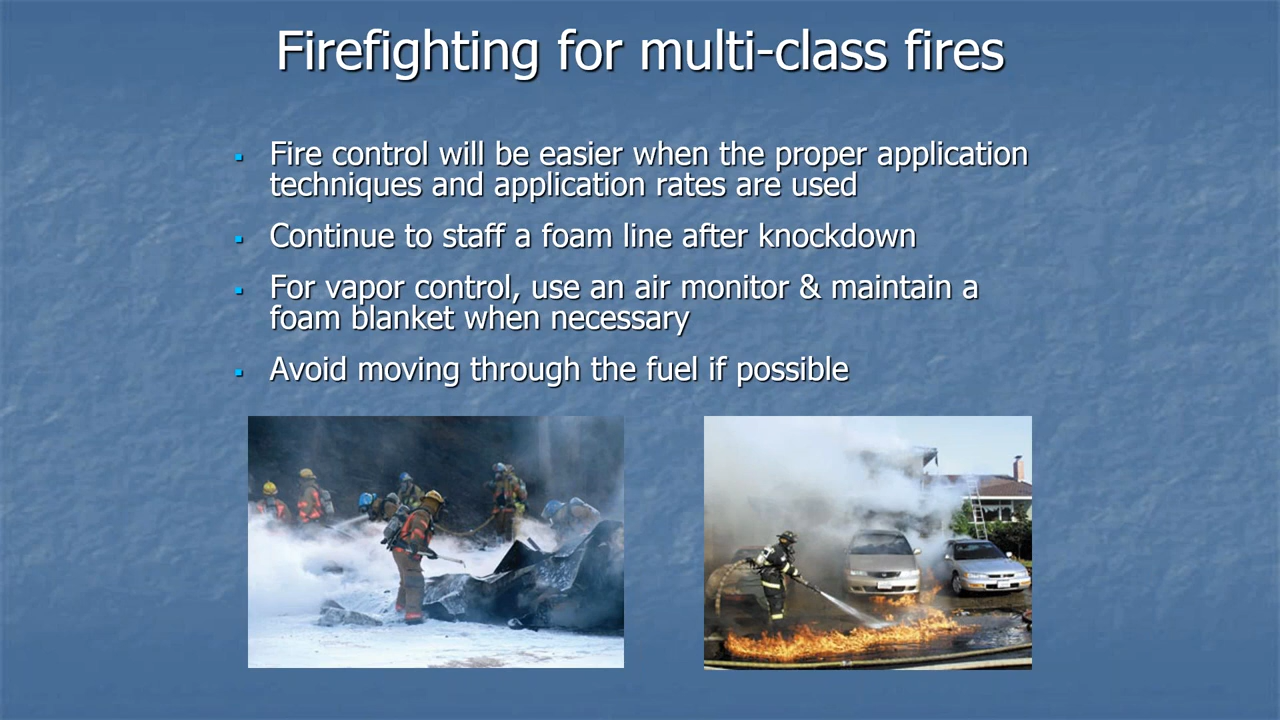 Firefighting for multi-class fires
Fire control will be easier when the proper application
techniques and application rates are used
Continue to staff a foam line after knockdown
For vapor control, use an air monitor & maintain a
foam blanket when necessary
Avoid moving through the fuel if possible